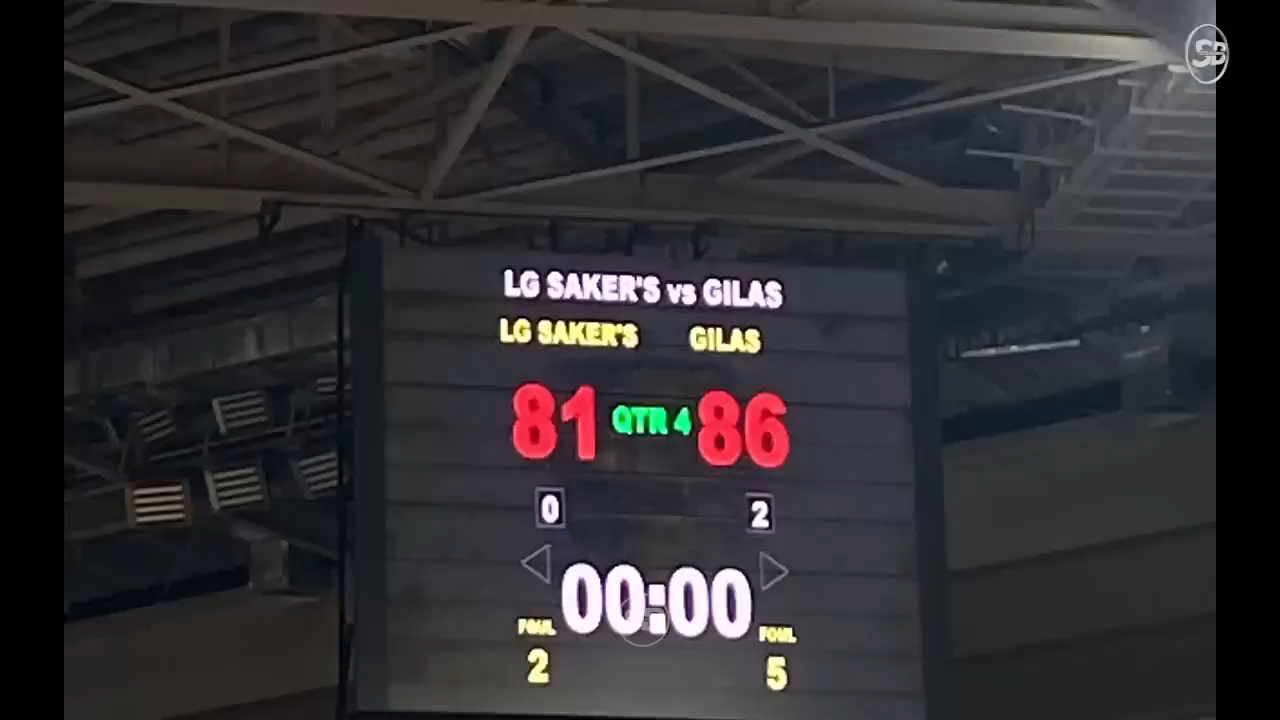 SB
LG SAKER'S vs GILAS
LG SAKER'S GILAS
81 QTR 4 86
0 2
00:00
FOUL FOUL
2 5